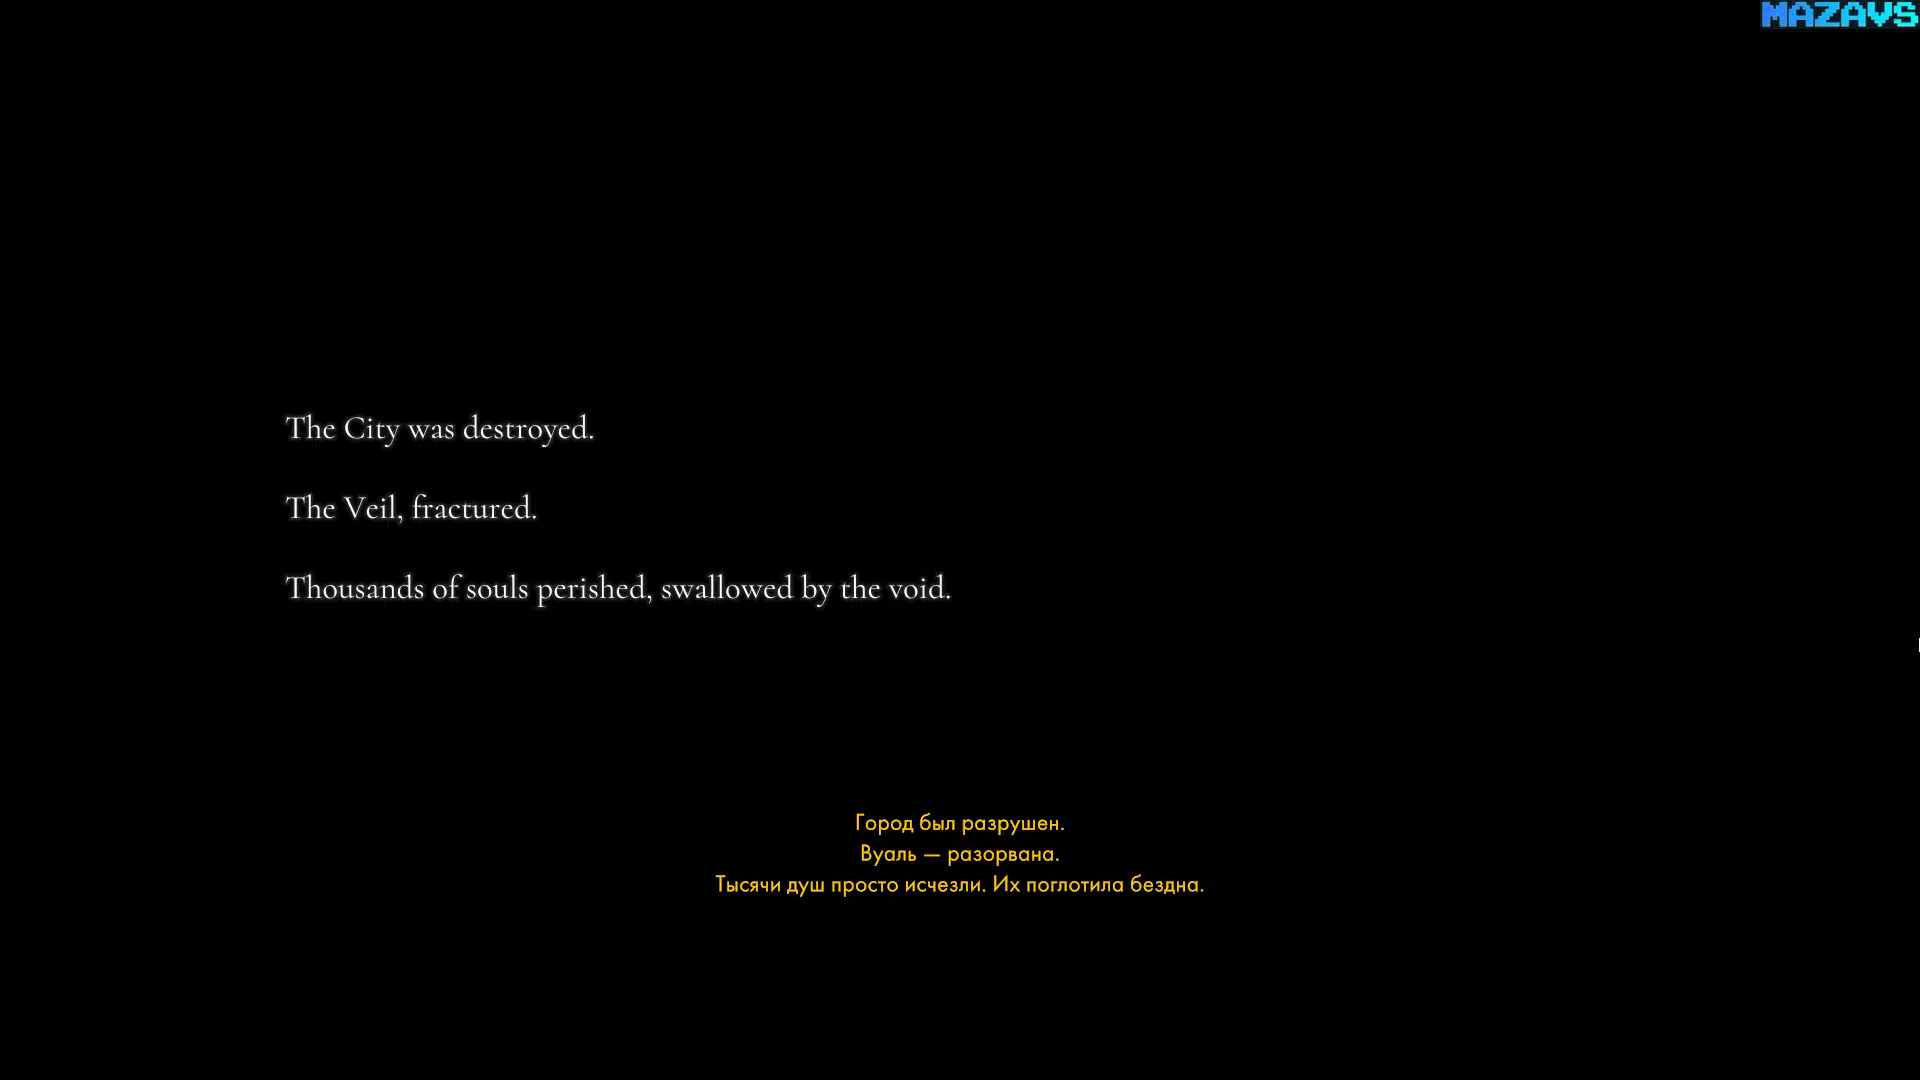 MAZAVS
The City was destroyed.
The Veil, fractured.
Thousands of souls perished, swallowed by the void.
Город был разрушен.
Вуаль — разорвана.
Тысячи душ просто исчезли. Их поглотила бездна.